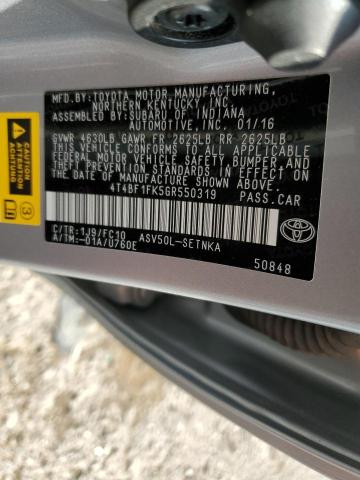 MFD. BY: TOYOTA MOTOR MANUFACTURING,
NORTHERN KENTUCKY, INC.
ASSEMBLED BY: SUBARU OF INDIANA
AUTOMOTIVE, INC. 01/16
GVWR 4630LB GAWR FR 2625LB RR 2625LB
THIS VEHICLE CONFORMS TO ALL APPLICABLE
FEDERAL MOTOR VEHICLE SAFETY, BUMPER, AND
THEFT PREVENTION STANDARDS IN EFFECT ON THE
DATE OF MANUFACTURE SHOWN ABOVE.
4T4BF1FK5GR550319 PASS.CAR
C/TR:1J9/FC10 ASV50L-SETNKA
A/TM:-01A/U760E
50848
TOYOTA
CAUTION
ATTENTION
3